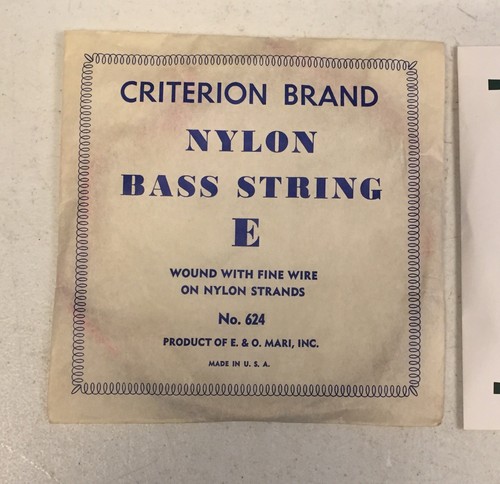 CRITERION BRAND
NYLON
BASS STRING
E
WOUND WITH FINE WIRE
ON NYLON STRANDS
No. 624
PRODUCT OF E. & O. MARI, INC.
MADE IN U. S. A.